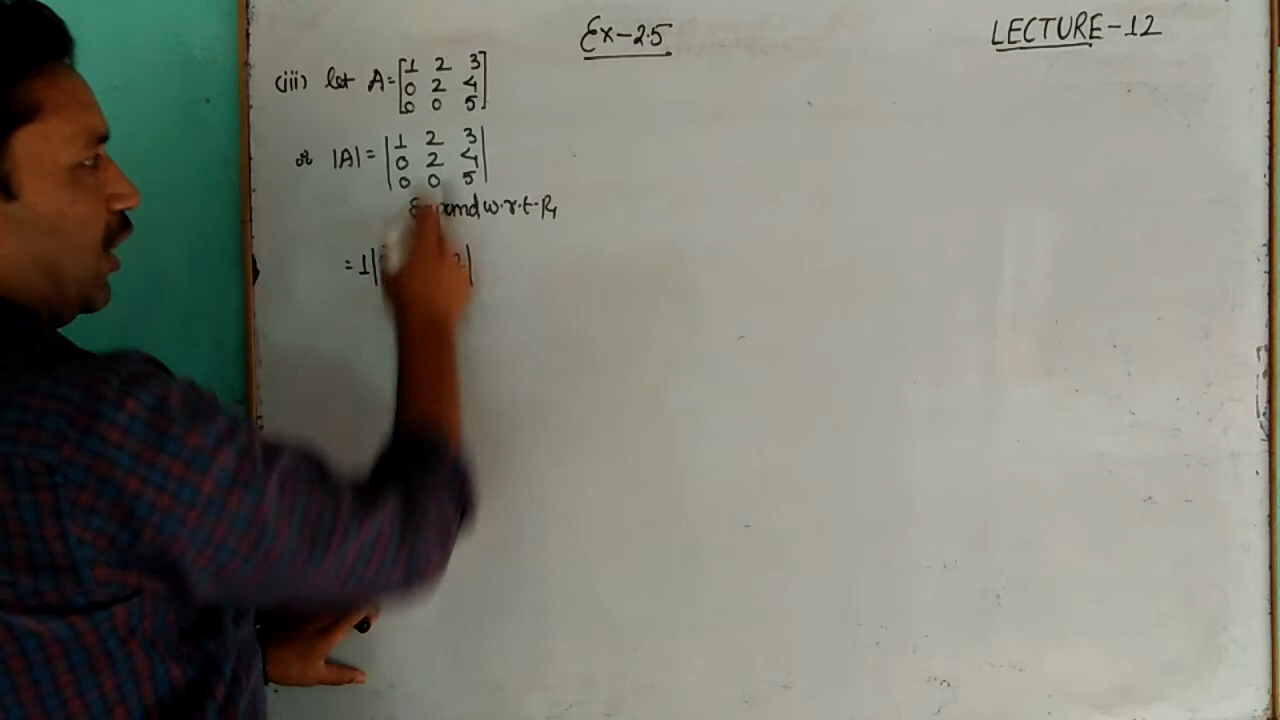 Ex-2.5
LECTURE-12
(iii) let A = [1 2 3
0 2 4
0 0 5]
or |A| = |1 2 3
0 2 4
0 0 5|
w.r.t. R1
= 1|